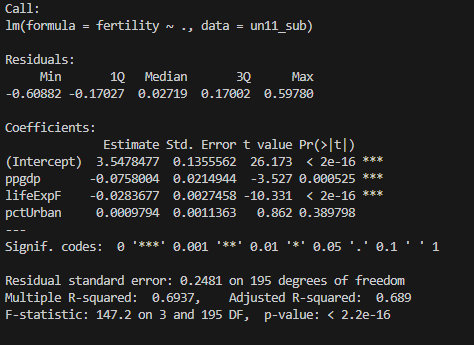 Call:
lm(formula = fertility ~ ., data = un11_sub)
Residuals:
Min 1Q Median 3Q Max
-0.60882 -0.17027 0.02719 0.17002 0.59780
Coefficients:
Estimate Std. Error t value Pr(>|t|)
(Intercept) 3.5478477 0.1355562 26.173 < 2e-16 ***
ppgdp -0.0758004 0.0214944 -3.527 0.000525 ***
lifeExpF -0.0283677 0.0027458 -10.331 < 2e-16 ***
pctUrban 0.0009794 0.0011363 0.862 0.389798
---
Signif. codes: 0 '***' 0.001 '**' 0.01 '*' 0.05 '.' 0.1 ' ' 1
Residual standard error: 0.2481 on 195 degrees of freedom
Multiple R-squared: 0.6937, Adjusted R-squared: 0.689
F-statistic: 147.2 on 3 and 195 DF, p-value: < 2.2e-16